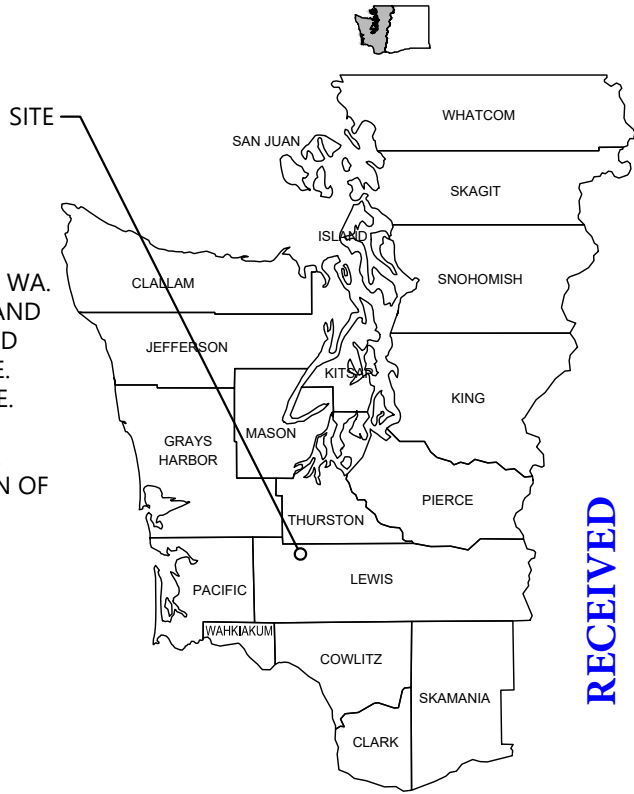 SITE
WHATCOM
SAN JUAN
SKAGIT
ISLAND
SNOHOMISH
CLALLAM
WA.
AND
D
JEFFERSON
E.
KITSAP
E.
KING
MASON
GRAYS
HARBOR
N OF
PIERCE
THURSTON
LEWIS
PACIFIC
WAHKIAKUM
COWLITZ
SKAMANIA
CLARK
RECEIVED